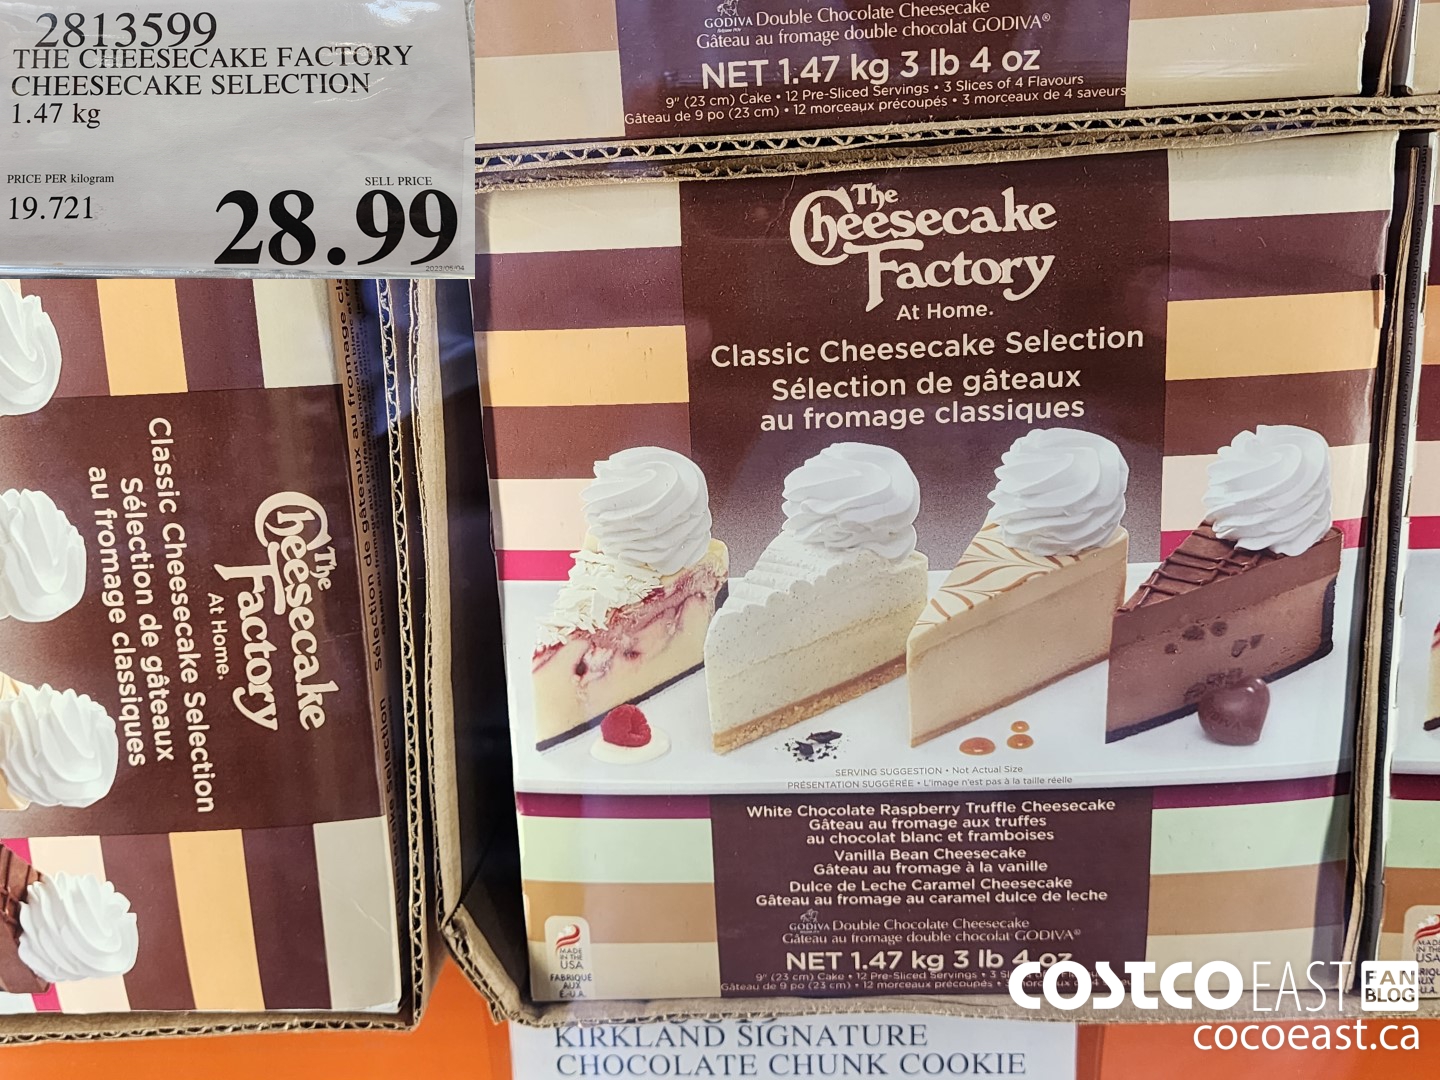 2813599
THE CHEESECAKE FACTORY
CHEESECAKE SELECTION
1.47 kg
PRICE PER kilogram
19.721
SELL PRICE
28.99
2023/05/04
GODIVA Double Chocolate Cheesecake
Gâteau au fromage double chocolat GODIVA®
NET 1.47 kg 3 lb 4 oz
9" (23 cm) Cake • 12 Pre-Sliced Servings • 3 Slices of 4 Flavours
Gâteau de 9 po (23 cm) • 12 morceaux précoupés • 3 morceaux de 4 saveurs
The
Cheesecake
Factory
At Home.
Classic Cheesecake Selection
Sélection de gâteaux
au fromage classiques
SERVING SUGGESTION • Not Actual Size
PRÉSENTATION SUGGÉRÉE • L'image n'est pas à la taille réelle
White Chocolate Raspberry Truffle Cheesecake
Gâteau au fromage aux truffes
au chocolat blanc et framboises
Vanilla Bean Cheesecake
Gâteau au fromage à la vanille
Dulce de Leche Caramel Cheesecake
Gâteau au fromage au caramel dulce de leche
GODIVA Double Chocolate Cheesecake
Gâteau au fromage double chocolat GODIVA®
NET 1.47 kg 3 lb 4 oz
9" (23 cm) Cake • 12 Pre-Sliced Servings • 3
Gâteau de 9 po (23 cm) • 12 morceaux précoupés •
MADE
IN THE
USA
FABRIQUÉ
AUX
É-U.A.
The
Cheesecake
Factory
At Home.
Classic Cheesecake Selection
Sélection de gâteaux
au fromage classiques
KIRKLAND SIGNATURE
CHOCOLATE CHUNK COOKIE
COSTCO EAST FAN
BLOG
cocoeast.ca